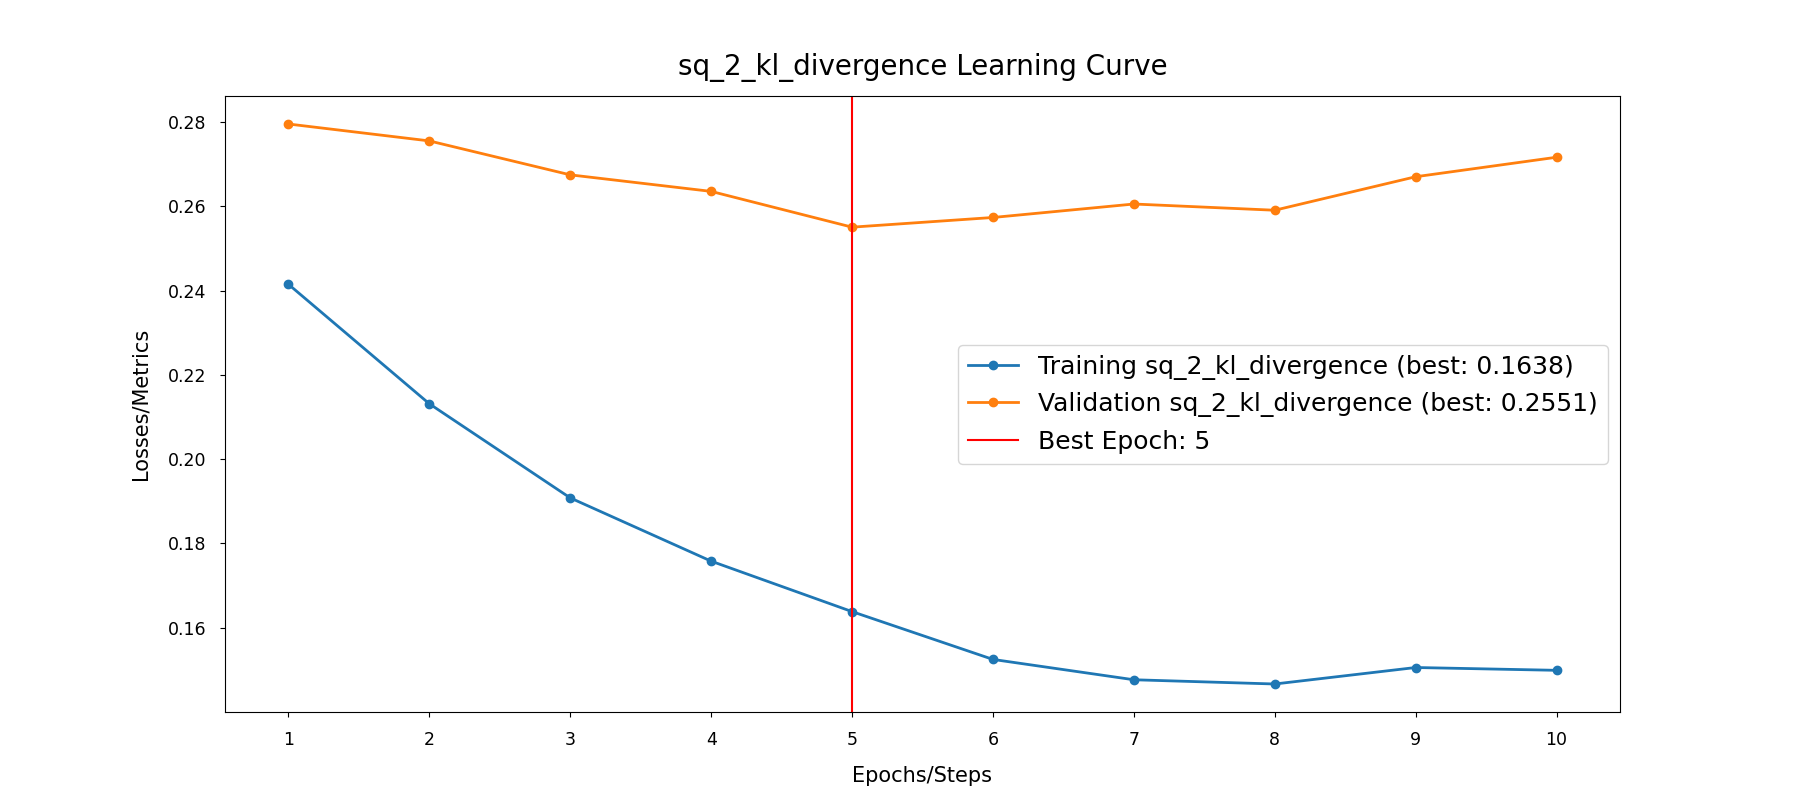 sq_2_kl_divergence Learning Curve
0.28
0.26
0.24
0.22
0.20
0.18
0.16
Losses/Metrics
Training sq_2_kl_divergence (best: 0.1638)
Validation sq_2_kl_divergence (best: 0.2551)
Best Epoch: 5
1 2 3 4 5 6 7 8 9 10
Epochs/Steps